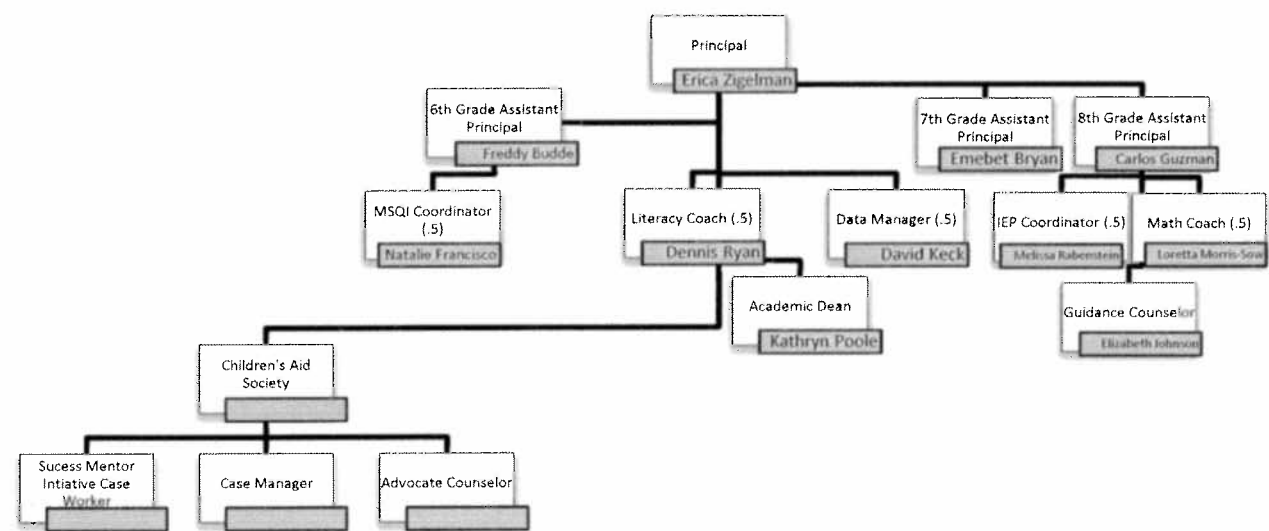 Principal
Erica Zigelman
6th Grade Assistant
Principal
Freddy Budde
7th Grade Assistant
Principal
Emebet Bryan
8th Grade Assistant
Principal
Carlos Guzman
MSQI Coordinator
(.5)
Natalie Francisco
Literacy Coach (.5)
Dennis Ryan
Data Manager (.5)
David Keck
IEP Coordinator (.5)
Melissa Rabenstein
Math Coach (.5)
Loretta Morris-Sow
Academic Dean
Kathryn Poole
Guidance Counselor
Elizabeth Johnson
Children's Aid
Society
Sucess Mentor
Intiative Case
Worker
Case Manager
Advocate Counselor